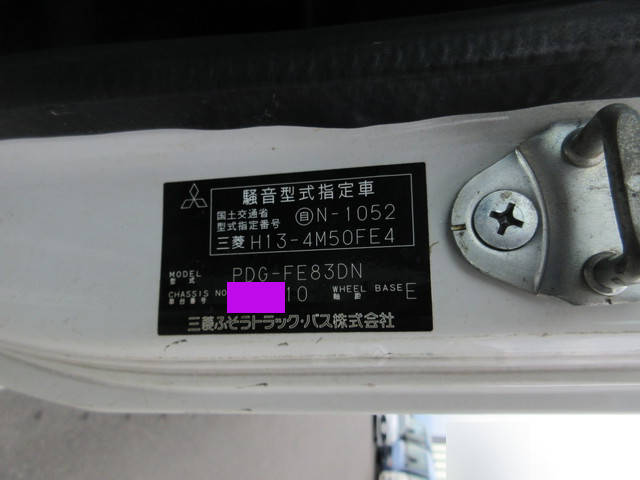 騒音型式指定車
国土交通省 型式指定番号 自N-1052
三菱 H13-4M50FE4
MODEL 型式 PDG-FE83DN
CHASSIS NO 車台番号 10 WHEEL BASE 軸距 E
三菱ふそうトラック・バス株式会社